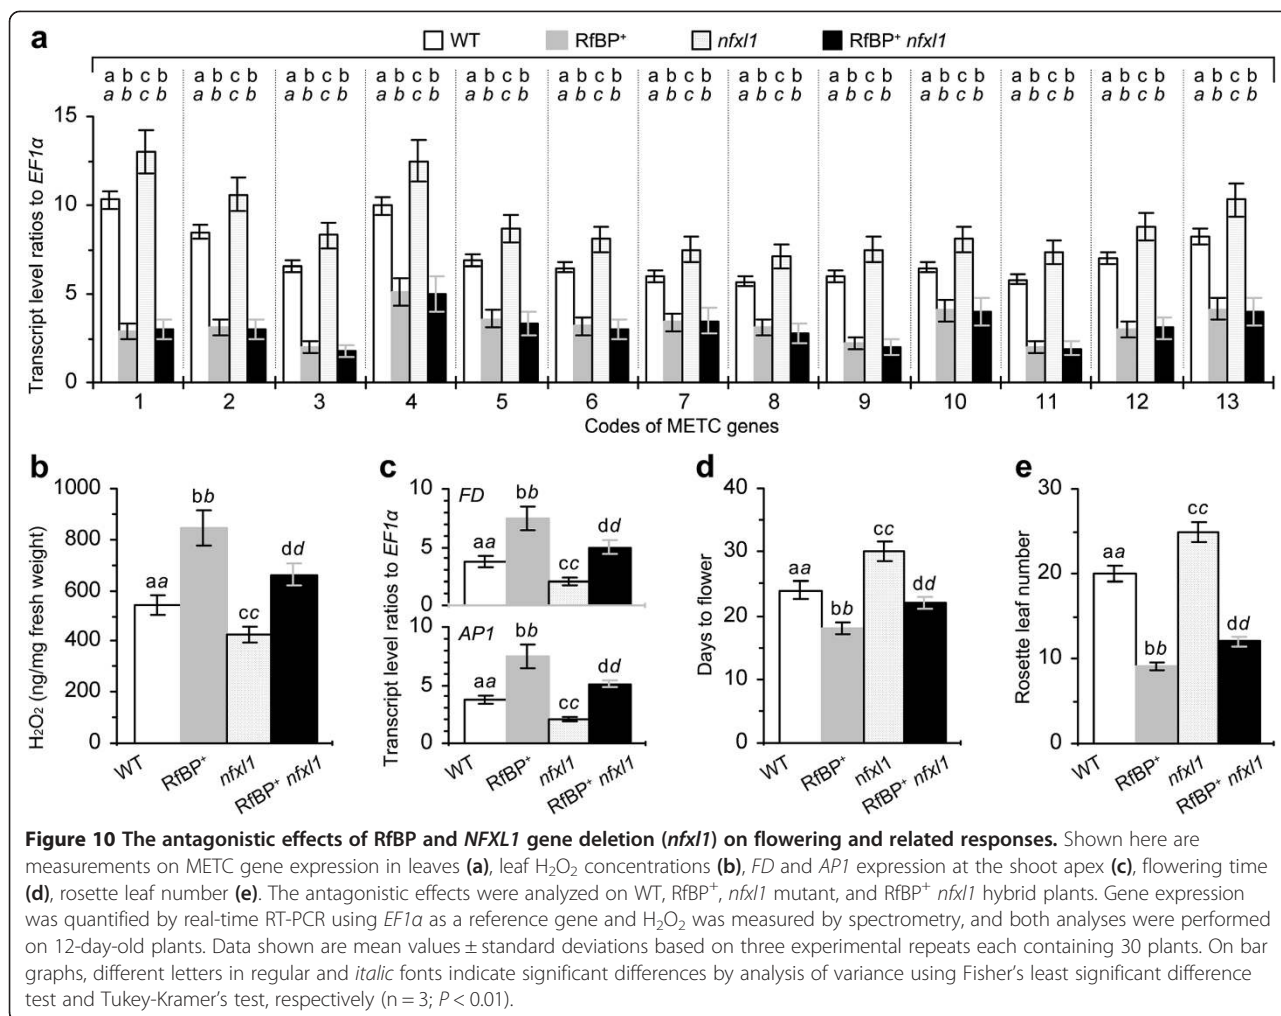 a
WT RfBP⁺ nfxl1 RfBP⁺ nfxl1
a b c b a b c b a b c b a b c b a b c b a b c b a b c b a b c b a b c b a b c b a b c b a b c b a b c b
a b c b a b c b a b c b a b c b a b c b a b c b a b c b a b c b a b c b a b c b a b c b a b c b a b c b
Transcript level ratios to EF1α
15
10
5
0
1 2 3 4 5 6 7 8 9 10 11 12 13
Codes of METC genes
b
H₂O₂ (ng/mg fresh weight)
1000
800
600
400
200
0
aa bb cc dd
WT RfBP⁺ nfxl1 RfBP⁺ nfxl1
c
Transcript level ratios to EF1α
10
5
0
FD
aa bb cc dd
10
5
0
AP1
aa bb cc dd
WT RfBP⁺ nfxl1 RfBP⁺ nfxl1
d
Days to flower
40
30
20
10
0
aa bb cc dd
WT RfBP⁺ nfxl1 RfBP⁺ nfxl1
e
Rosette leaf number
30
20
10
0
aa bb cc dd
WT RfBP⁺ nfxl1 RfBP⁺ nfxl1
Figure 10 The antagonistic effects of RfBP and NFXL1 gene deletion (nfxl1) on flowering and related responses. Shown here are
measurements on METC gene expression in leaves (a), leaf H₂O₂ concentrations (b), FD and AP1 expression at the shoot apex (c), flowering time
(d), rosette leaf number (e). The antagonistic effects were analyzed on WT, RfBP⁺, nfxl1 mutant, and RfBP⁺ nfxl1 hybrid plants. Gene expression
was quantified by real-time RT-PCR using EF1α as a reference gene and H₂O₂ was measured by spectrometry, and both analyses were performed
on 12-day-old plants. Data shown are mean values ± standard deviations based on three experimental repeats each containing 30 plants. On bar
graphs, different letters in regular and italic fonts indicate significant differences by analysis of variance using Fisher’s least significant difference
test and Tukey-Kramer’s test, respectively (n = 3; P < 0.01).